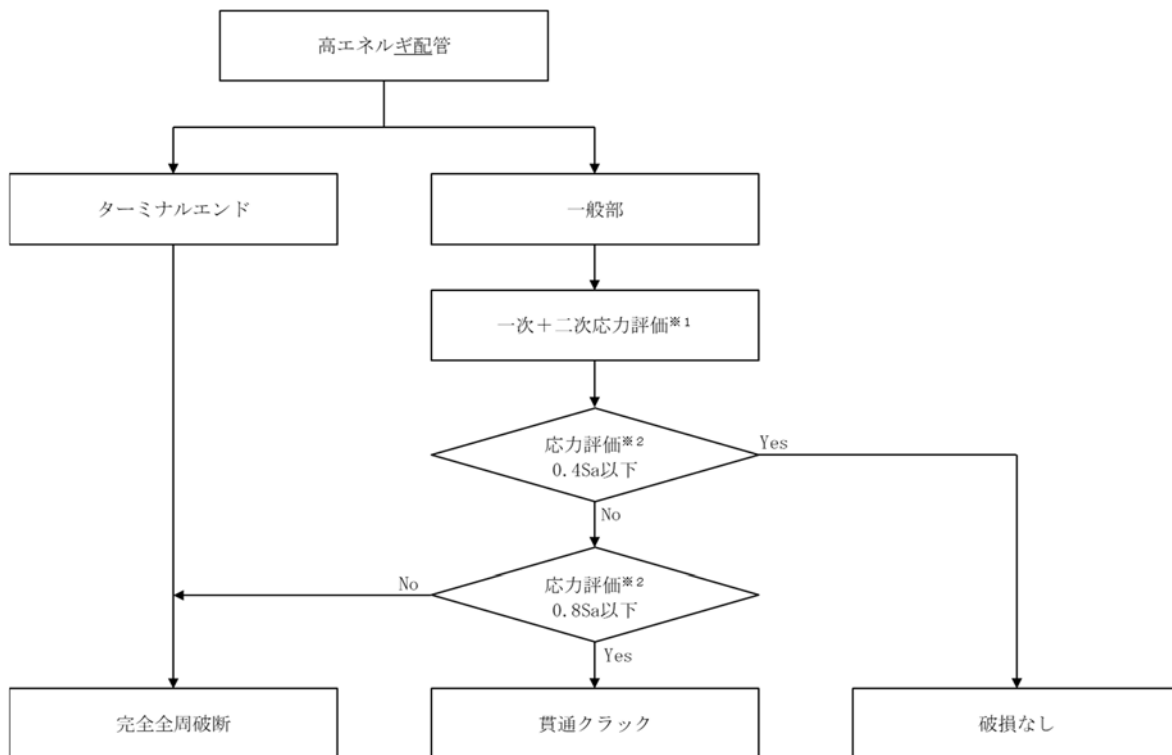 高エネルギ配管
ターミナルエンド
一般部
一次＋二次応力評価※1
応力評価※2
0.4Sa以下
Yes
No
応力評価※2
0.8Sa以下
No
Yes
完全全周破断
貫通クラック
破損なし